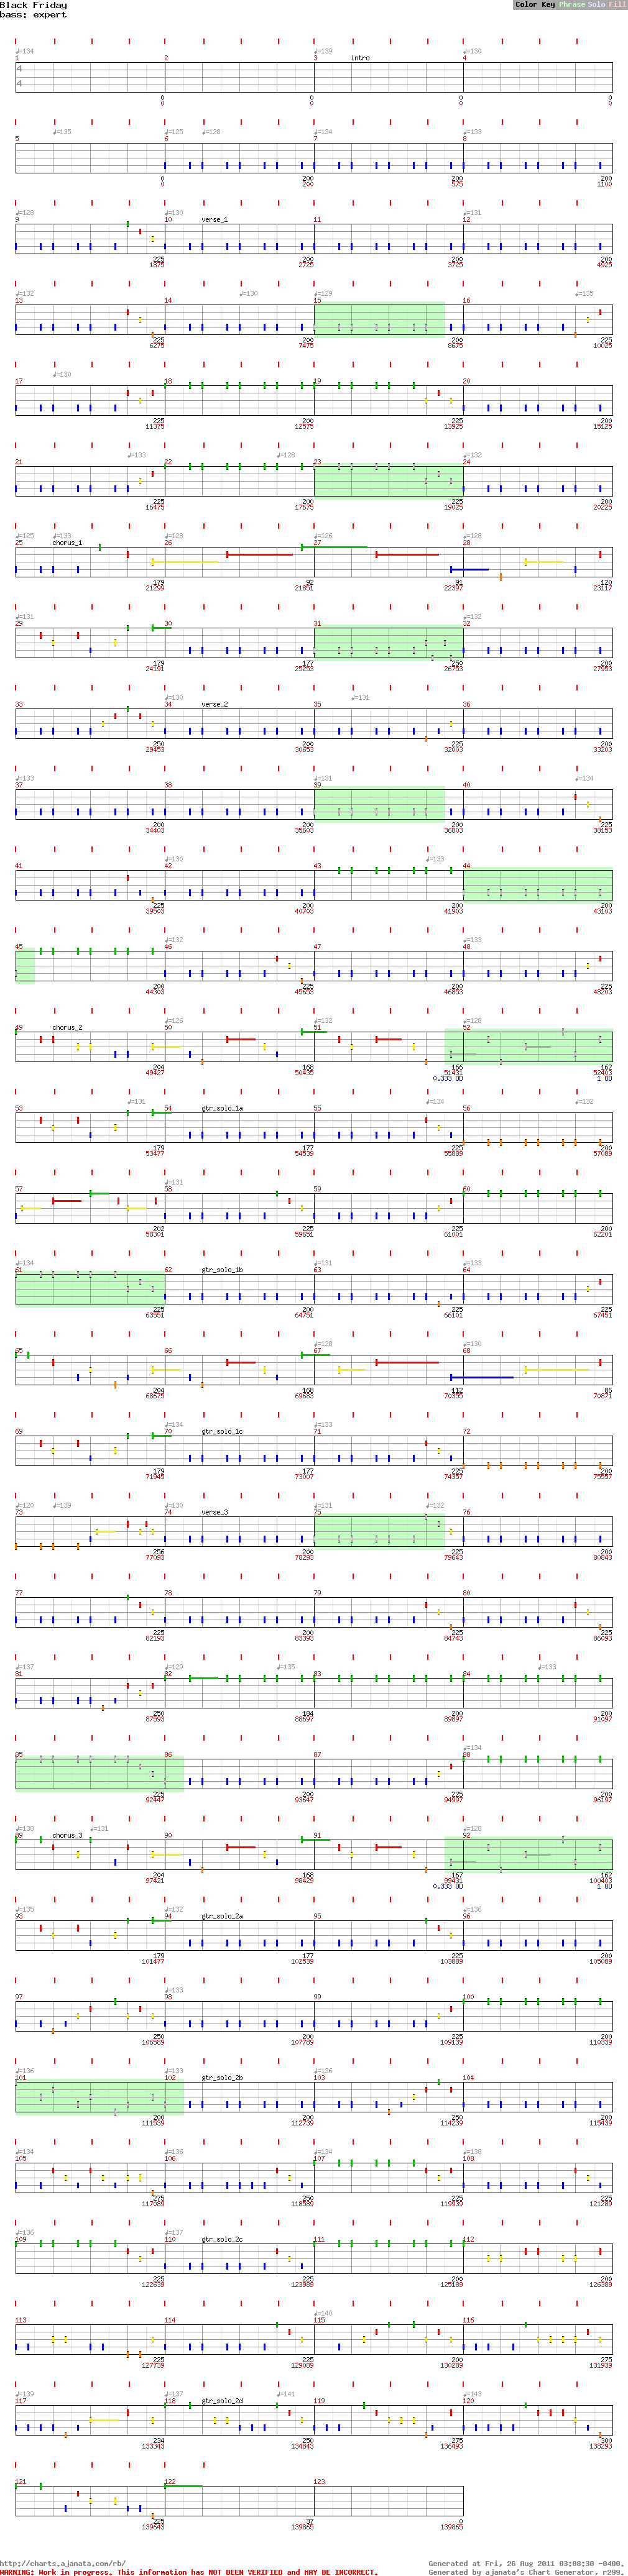 Black Friday
bass: expert
Color Key Phrase Solo Fill
♩=134 ♩=139 ♩=130
1 2 3 intro 4
4
4
0 0 0 0
0 0 0 0
♩=135 ♩=125 ♩=128 ♩=134 ♩=133
5 6 7 8
0 200 200 200
0 200 575 1100
♩=128 ♩=130 ♩=131
9 10 verse_1 11 12
225 200 200 200
1875 2725 3725 4925
♩=132 ♩=130 ♩=129 ♩=135
13 14 15 16
225 200 200 225
6275 7475 8675 10025
♩=130
17 18 19 20
225 200 225 200
11375 12575 13925 15125
♩=133 ♩=128 ♩=132
21 22 23 24
225 200 225 200
16475 17675 19025 20225
♩=125 ♩=133 ♩=128 ♩=126 ♩=128
25 chorus_1 26 27 28
179 92 91 120
21299 21851 22397 23117
♩=131 ♩=132
29 30 31 32
179 177 250 200
24191 25253 26753 27953
♩=130 ♩=131
33 34 verse_2 35 36
250 200 225 200
29453 30653 32003 33203
♩=133 ♩=131 ♩=134
37 38 39 40
200 200 200 225
34403 35603 36803 38153
♩=130 ♩=133
41 42 43 44
225 200 200 200
39503 40703 41903 43103
♩=132 ♩=133
45 46 47 48
200 225 200 225
44303 45653 46853 48203
♩=126 ♩=132 ♩=128
49 chorus_2 50 51 52
204 168 166 162
49427 50435 51431 52403
0.333 OD 1 OD
♩=131 ♩=134 ♩=132
53 54 gtr_solo_1a 55 56
179 177 225 200
53477 54539 55889 57089
♩=131
57 58 59 60
202 225 225 200
58301 59651 61001 62201
♩=134 ♩=131 ♩=133
61 62 gtr_solo_1b 63 64
225 200 225 225
63551 64751 66101 67451
♩=128 ♩=130
65 66 67 68
204 168 112 86
68675 69683 70355 70871
♩=134 ♩=133
69 70 gtr_solo_1c 71 72
179 177 225 200
71945 73007 74357 75557
♩=120 ♩=139 ♩=130 ♩=132
73 74 verse_3 75 76
256 200 225 200
77093 78293 79643 80843
77 78 79 80
225 200 225 225
82193 83393 84743 86093
♩=137 ♩=129 ♩=135 ♩=133
81 82 83 84
250 184 200 200
87593 88697 89897 91097
♩=134
85 86 87 88
225 200 225 200
92447 93647 94997 96197
♩=138 ♩=131 ♩=128
89 chorus_3 90 91 92
204 168 167 162
97421 98429 99431 100403
0.333 OD 1 OD
♩=135 ♩=132 ♩=136
93 94 gtr_solo_2a 95 96
179 177 225 200
101477 102539 103889 105089
♩=133
97 98 99 100
250 200 225 200
106589 107789 109139 110339
♩=136 ♩=133 ♩=136
101 102 gtr_solo_2b 103 104
200 200 250 200
111539 112739 114239 115439
♩=134 ♩=136 ♩=134 ♩=138
105 106 107 108
275 250 225 225
117089 118589 119939 121289
♩=136 ♩=137
109 110 gtr_solo_2c 111 112
225 225 200 200
122639 123989 125189 126389
♩=140
113 114 115 116
225 225 200 275
127739 129089 130289 131939
♩=139 ♩=137 ♩=141 ♩=143
117 118 gtr_solo_2d 119 120
234 250 275 300
133343 134843 136493 138293
121 122 123
225 37 0
139643 139865 139865
http://charts.ajanata.com/rb/
Generated at Fri, 26 Aug 2011 03:08:30 -0400.
WARNING: Work in progress. This information has NOT BEEN VERIFIED and MAY BE INCORRECT.
Generated by ajanata's Chart Generator, r299.